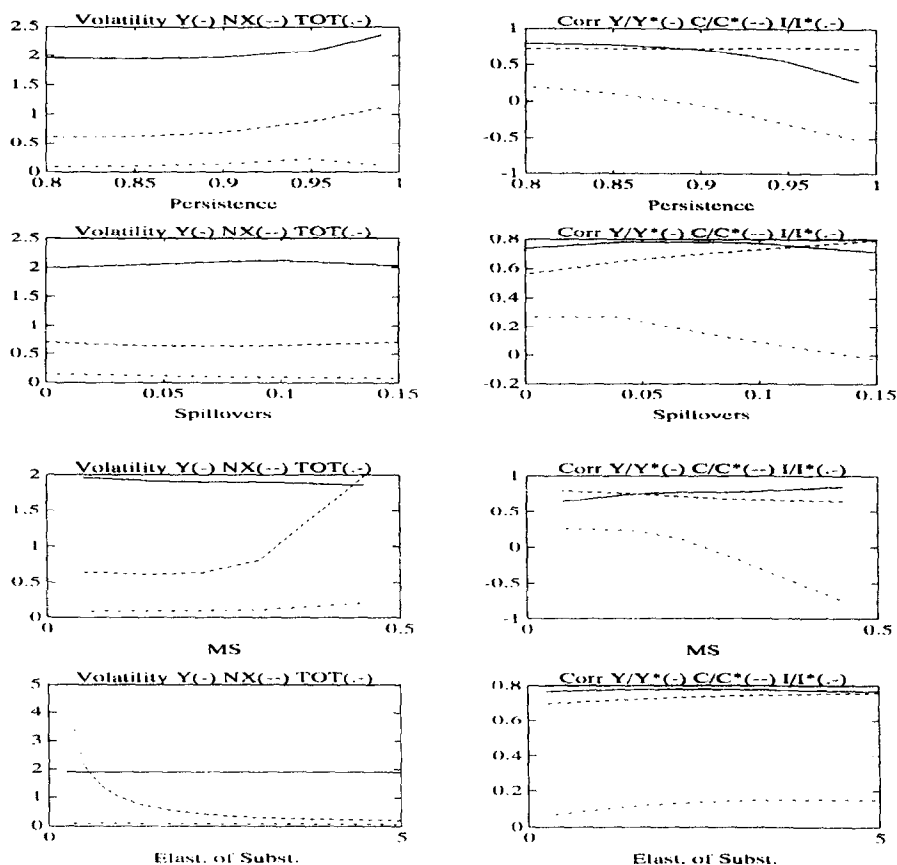 Volatility Y(-) NX(--) TOT(.-)
2.5
2
1.5
1
0.5
0
0.8 0.85 0.9 0.95 1
Persistence
Corr Y/Y*(-) C/C*(--) I/I*(.-)
1
0.5
0
-0.5
-1
0.8 0.85 0.9 0.95 1
Persistence
Volatility Y(-) NX(--) TOT(.-)
2.5
2
1.5
1
0.5
0
0 0.05 0.1 0.15
Spillovers
Corr Y/Y*(-) C/C*(--) I/I*(.-)
0.8
0.6
0.4
0.2
0
-0.2
0 0.05 0.1 0.15
Spillovers
Volatility Y(-) NX(--) TOT(.-)
2
1.5
1
0.5
0
0 0.5
MS
Corr Y/Y*(-) C/C*(--) I/I*(.-)
1
0.5
0
-0.5
-1
0 0.5
MS
Volatility Y(-) NX(--) TOT(.-)
5
4
3
2
1
0
0 5
Elast. of Subst.
Corr Y/Y*(-) C/C*(--) I/I*(.-)
0.8
0.6
0.4
0.2
0
0 5
Elast. of Subst.